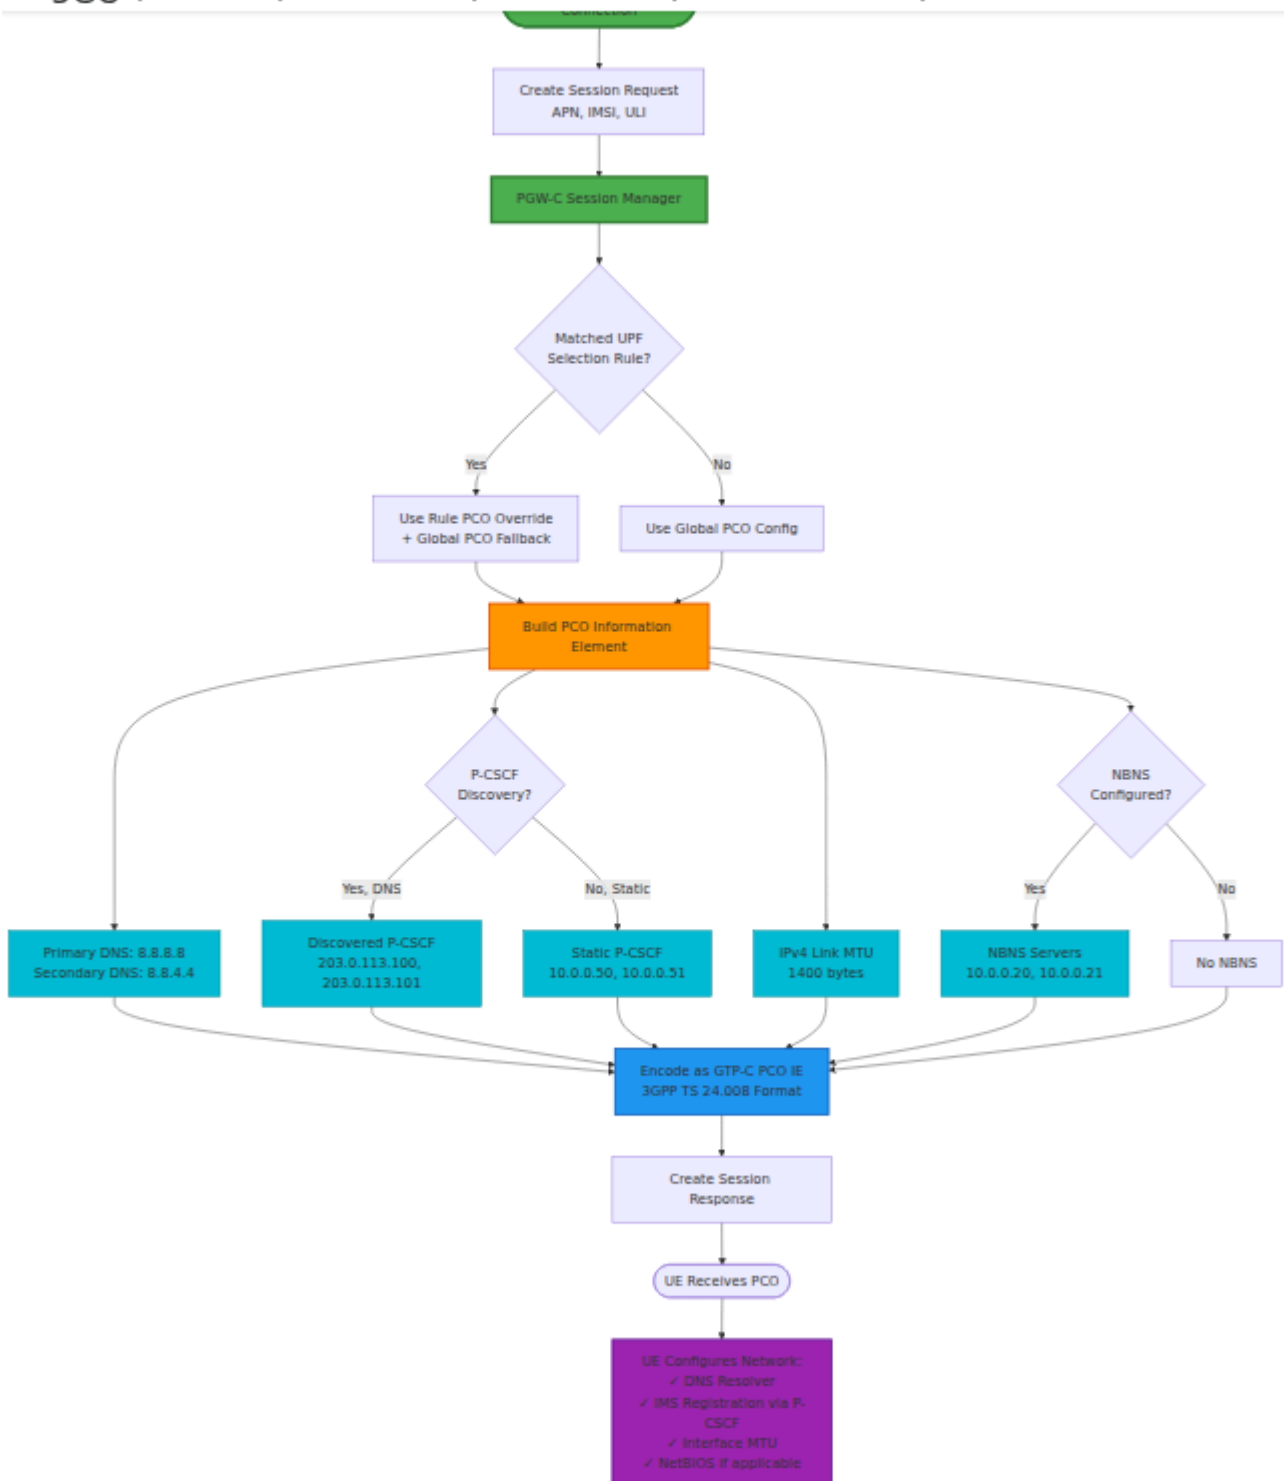 Connection
Create Session Request
APN, IMSI, ULI
PGW-C Session Manager
Matched UPF
Selection Rule?
Yes
No
Use Rule PCO Override
+ Global PCO Fallback
Use Global PCO Config
Build PCO Information
Element
P-CSCF
Discovery?
NBNS
Configured?
Yes, DNS
No, Static
Yes
No
Primary DNS: 8.8.8.8
Secondary DNS: 8.8.4.4
Discovered P-CSCF
203.0.113.100,
203.0.113.101
Static P-CSCF
10.0.0.50, 10.0.0.51
IPv4 Link MTU
1400 bytes
NBNS Servers
10.0.0.20, 10.0.0.21
No NBNS
Encode as GTP-C PCO IE
3GPP TS 24.008 Format
Create Session
Response
UE Receives PCO
UE Configures Network:
✓ DNS Resolver
✓ IMS Registration via P-
CSCF
✓ Interface MTU
✓ NetBIOS if applicable